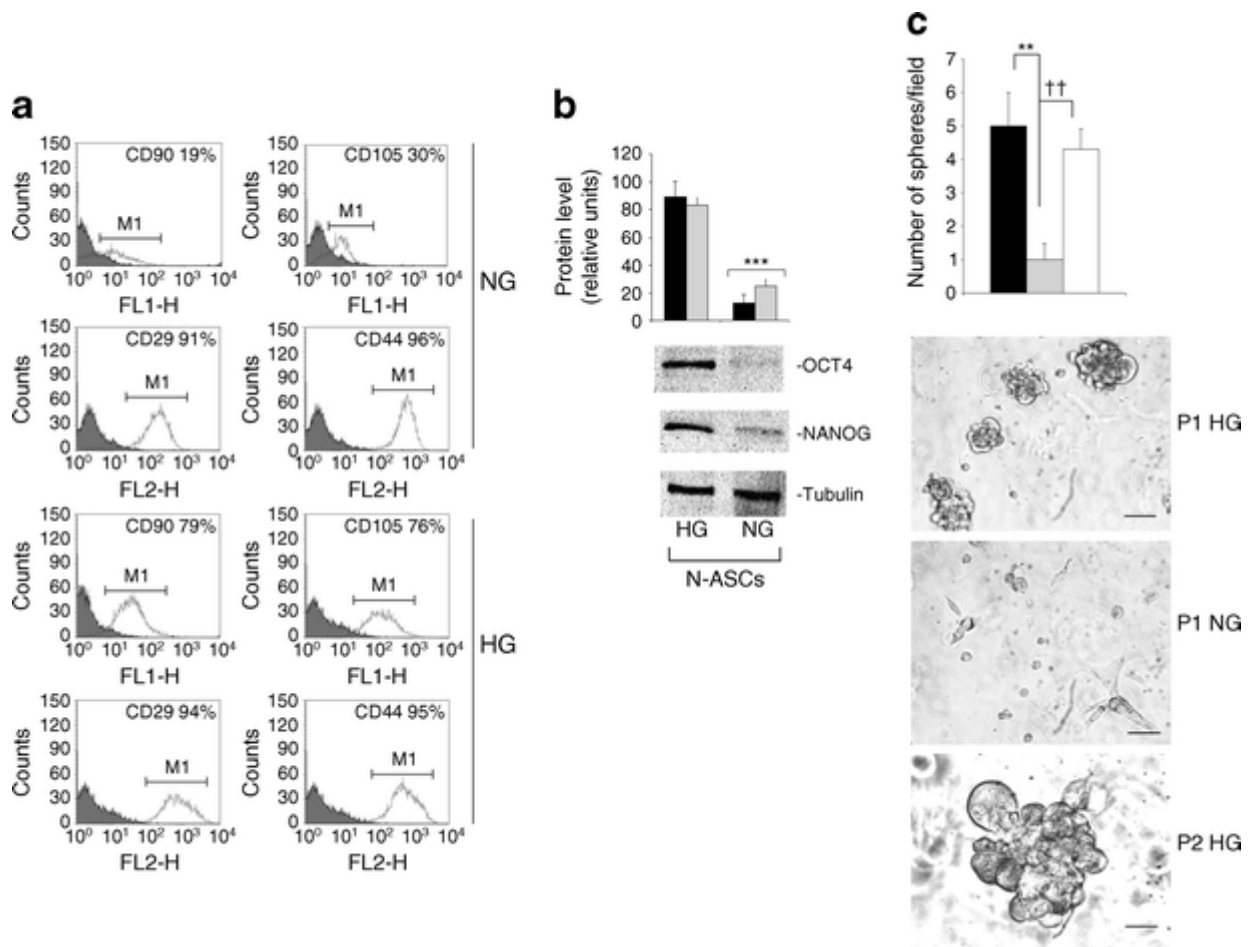 a
150
120
90
60
30
0
Counts
CD90 19%
M1
10⁰ 10¹ 10² 10³ 10⁴
FL1-H
150
120
90
60
30
0
Counts
CD105 30%
M1
10⁰ 10¹ 10² 10³ 10⁴
FL1-H
150
120
90
60
30
0
Counts
CD29 91%
M1
10⁰ 10¹ 10² 10³ 10⁴
FL2-H
150
120
90
60
30
0
Counts
CD44 96%
M1
10⁰ 10¹ 10² 10³ 10⁴
FL2-H
NG
150
120
90
60
30
0
Counts
CD90 79%
M1
10⁰ 10¹ 10² 10³ 10⁴
FL1-H
150
120
90
60
30
0
Counts
CD105 76%
M1
10⁰ 10¹ 10² 10³ 10⁴
FL1-H
150
120
90
60
30
0
Counts
CD29 94%
M1
10⁰ 10¹ 10² 10³ 10⁴
FL2-H
150
120
90
60
30
0
Counts
CD44 95%
M1
10⁰ 10¹ 10² 10³ 10⁴
FL2-H
HG
b
Protein level
(relative units)
120
100
80
60
40
20
0
***
-OCT4
-NANOG
-Tubulin
HG NG
N-ASCs
c
Number of spheres/field
7
6
5
4
3
2
1
0
**
††
P1 HG
P1 NG
P2 HG